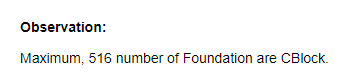 Observation:
Maximum, 516 number of Foundation are CBlock.